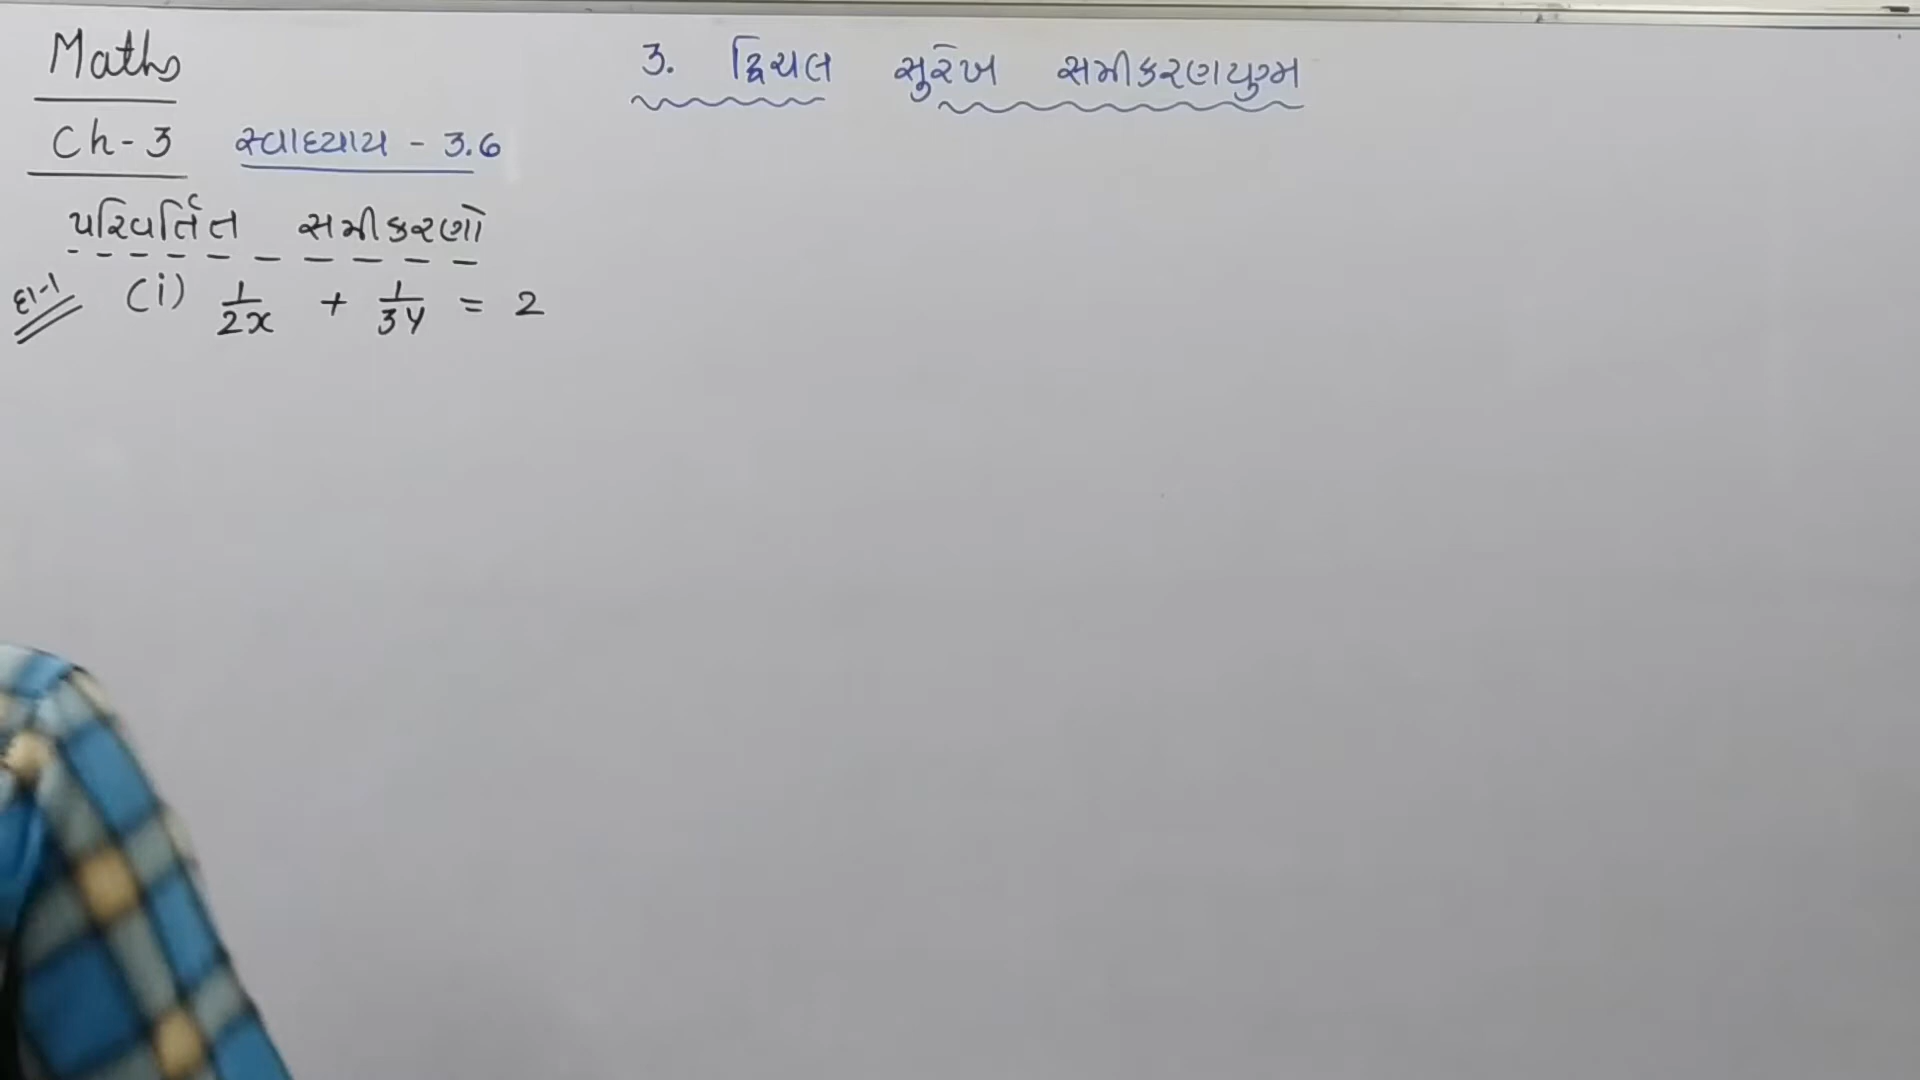 Maths
3. દ્વિચલ સુરેખ સમીકરણયુગ્મ
Ch-3 સ્વાધ્યાય - 3.6
પરિવર્તિત સમીકરણો
દા-1 (i) 1/2x + 1/3y = 2